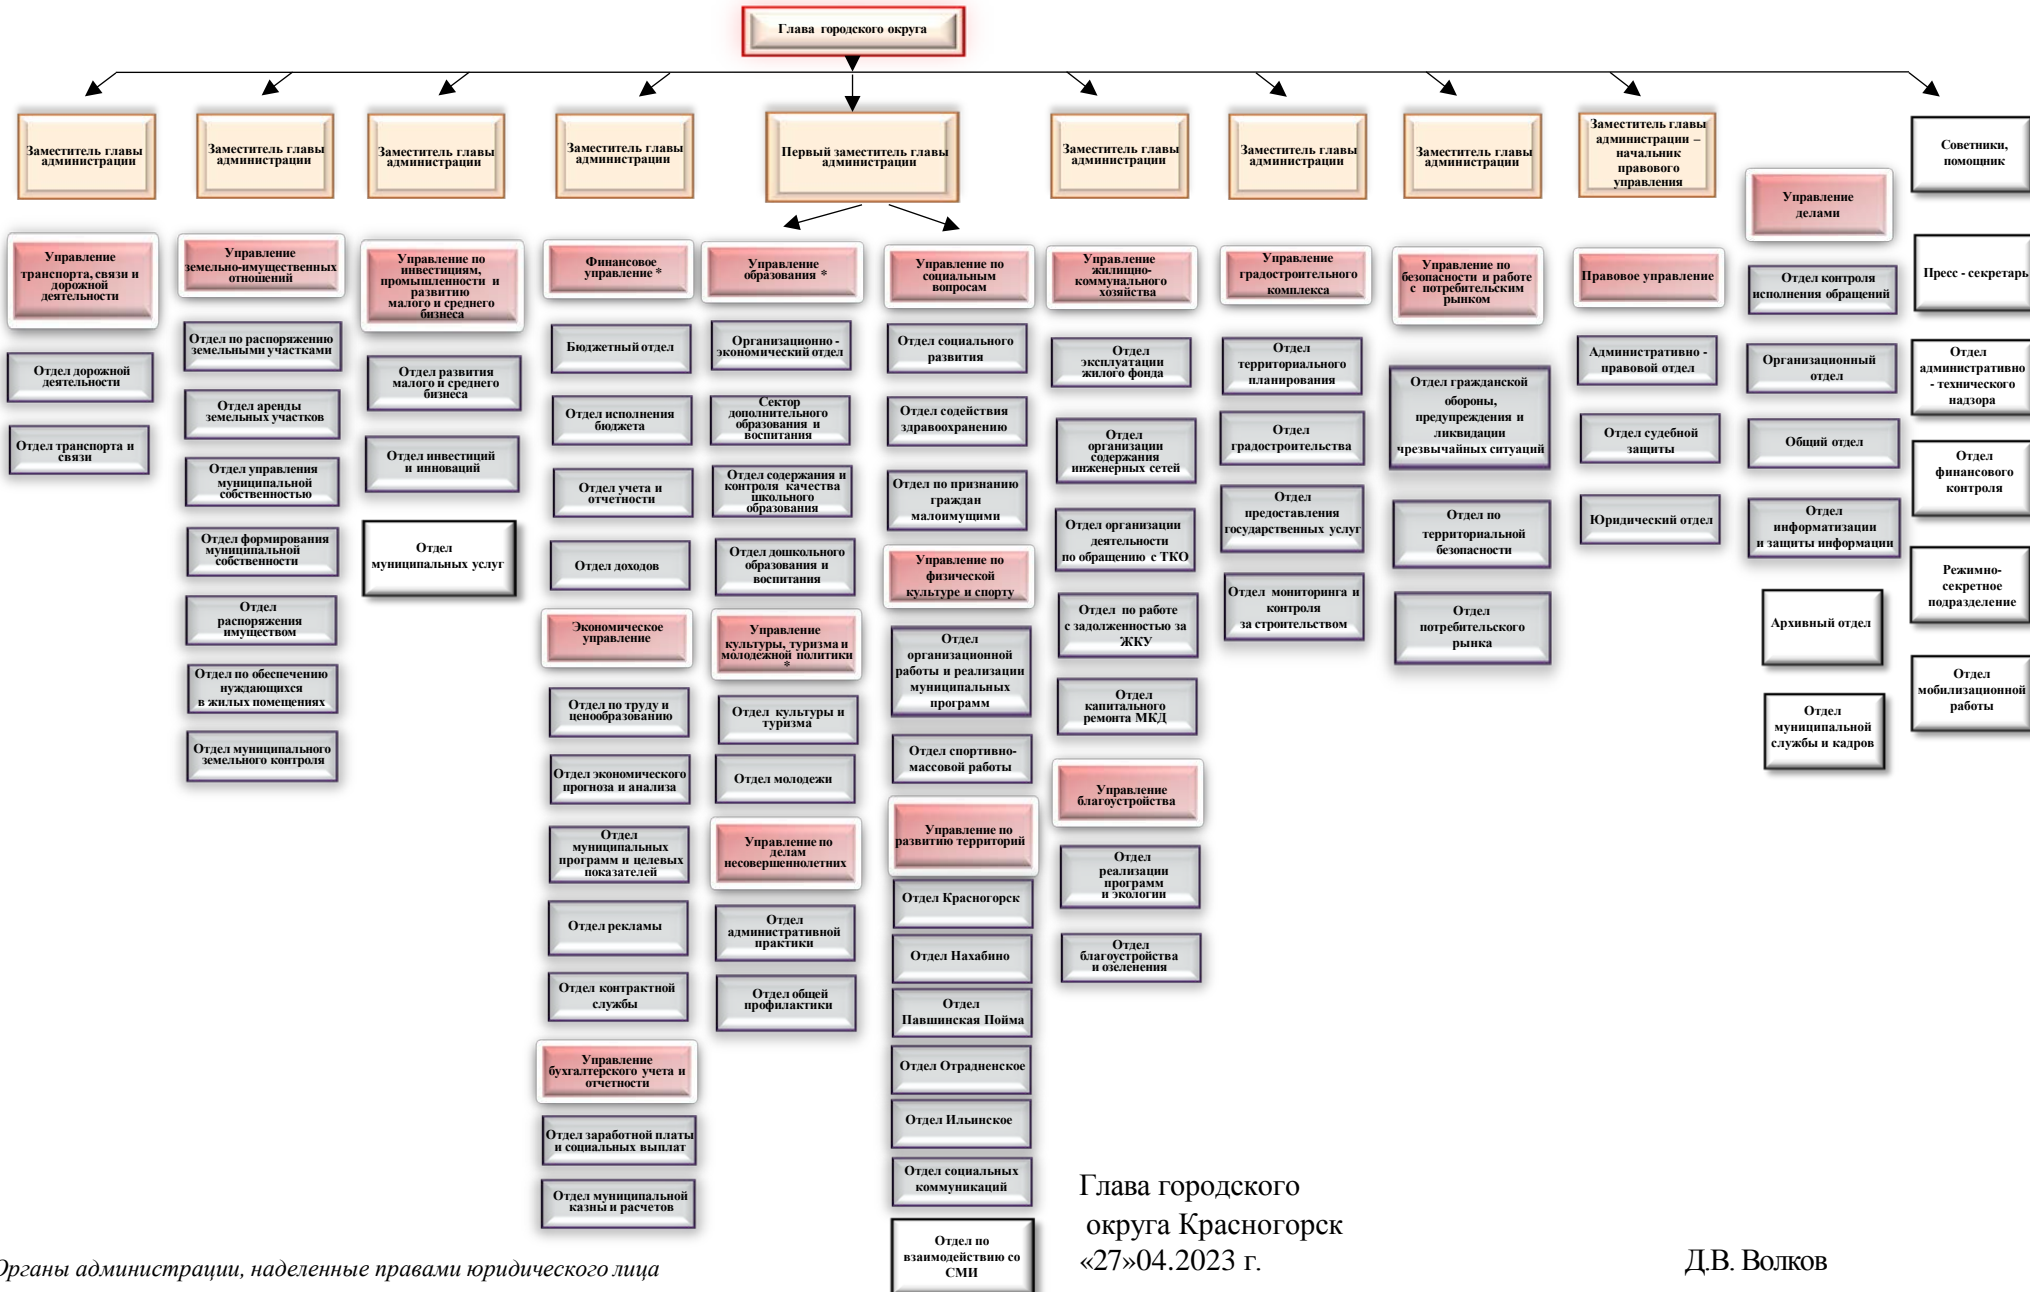 Глава городского округа
Заместитель главы
администрации
Заместитель главы
администрации
Заместитель главы
администрации
Заместитель главы
администрации
Первый заместитель главы
администрации
Заместитель главы
администрации
Заместитель главы
администрации
Заместитель главы
администрации
Заместитель главы
администрации –
начальник
правового
управления
Советники,
помощник
Управление
транспорта, связи и
дорожной
деятельности
Отдел дорожной
деятельности
Отдел транспорта и
связи
Управление
земельно-имущественных
отношений
Отдел по распоряжению
земельными участками
Отдел аренды
земельных участков
Отдел управления
муниципальной
собственностью
Отдел формирования
муниципальной
собственности
Отдел
распоряжения
имуществом
Отдел по обеспечению
нуждающихся
в жилых помещениях
Отдел муниципального
земельного контроля
Управление по
инвестициям,
промышленности и
развитию
малого и среднего
бизнеса
Отдел развития
малого и среднего
бизнеса
Отдел инвестиций
и инноваций
Отдел
муниципальных услуг
Финансовое
управление *
Бюджетный отдел
Отдел исполнения
бюджета
Отдел учета и
отчетности
Отдел доходов
Экономическое
управление
Отдел по труду и
ценообразованию
Отдел экономического
прогноза и анализа
Отдел
муниципальных
программ и целевых
показателей
Отдел рекламы
Отдел контрактной
службы
Управление
бухгалтерского учета и
отчетности
Отдел заработной платы
и социальных выплат
Отдел муниципальной
казны и расчетов
Управление
образования *
Организационно -
экономический отдел
Сектор
дополнительного
образования и
воспитания
Отдел содержания и
контроля качества
школьного
образования
Отдел дошкольного
образования и
воспитания
Управление
культуры, туризма и
молодежной политики
*
Отдел культуры и
туризма
Отдел молодежи
Управление по
делам
несовершеннолетних
Отдел
административной
практики
Отдел общей
профилактики
Управление по
социальным
вопросам
Отдел социального
развития
Отдел содействия
здравоохранению
Отдел по признанию
граждан
малоимущими
Управление по
физической
культуре и спорту
Отдел
организационной
работы и реализации
муниципальных
программ
Отдел спортивно-
массовой работы
Управление по
развитию территорий
Отдел Красногорск
Отдел Нахабино
Отдел
Павшинская Пойма
Отдел Отрадненское
Отдел Ильинское
Отдел социальных
коммуникаций
Отдел по
взаимодействию со
СМИ
Управление
жилищно-
коммунального
хозяйства
Отдел
эксплуатации
жилого фонда
Отдел
организации
содержания
инженерных сетей
Отдел организации
деятельности
по обращению с ТКО
Отдел по работе
с задолженностью за
ЖКУ
Отдел
капитального
ремонта МКД
Управление
благоустройства
Отдел
реализации
программ
и экологии
Отдел
благоустройства
и озеленения
Управление
градостроительного
комплекса
Отдел
территориального
планирования
Отдел
градостроительства
Отдел
предоставления
государственных услуг
Отдел мониторинга и
контроля
за строительством
Управление по
безопасности и работе
с потребительским
рынком
Отдел гражданской
обороны,
предупреждения и
ликвидации
чрезвычайных ситуаций
Отдел по
территориальной
безопасности
Отдел
потребительского
рынка
Правовое управление
Административно -
правовой отдел
Отдел судебной
защиты
Юридический отдел
Управление
делами
Отдел контроля
исполнения обращений
Организационный
отдел
Общий отдел
Отдел
информатизации
и защиты информации
Архивный отдел
Отдел
муниципальной
службы и кадров
Пресс - секретарь
Отдел
административно
- технического
надзора
Отдел
финансового
контроля
Режимно-
секретное
подразделение
Отдел
мобилизационной
работы
Глава городского
округа Красногорск
«27»04.2023 г.
Д.В. Волков
Органы администрации, наделенные правами юридического лица